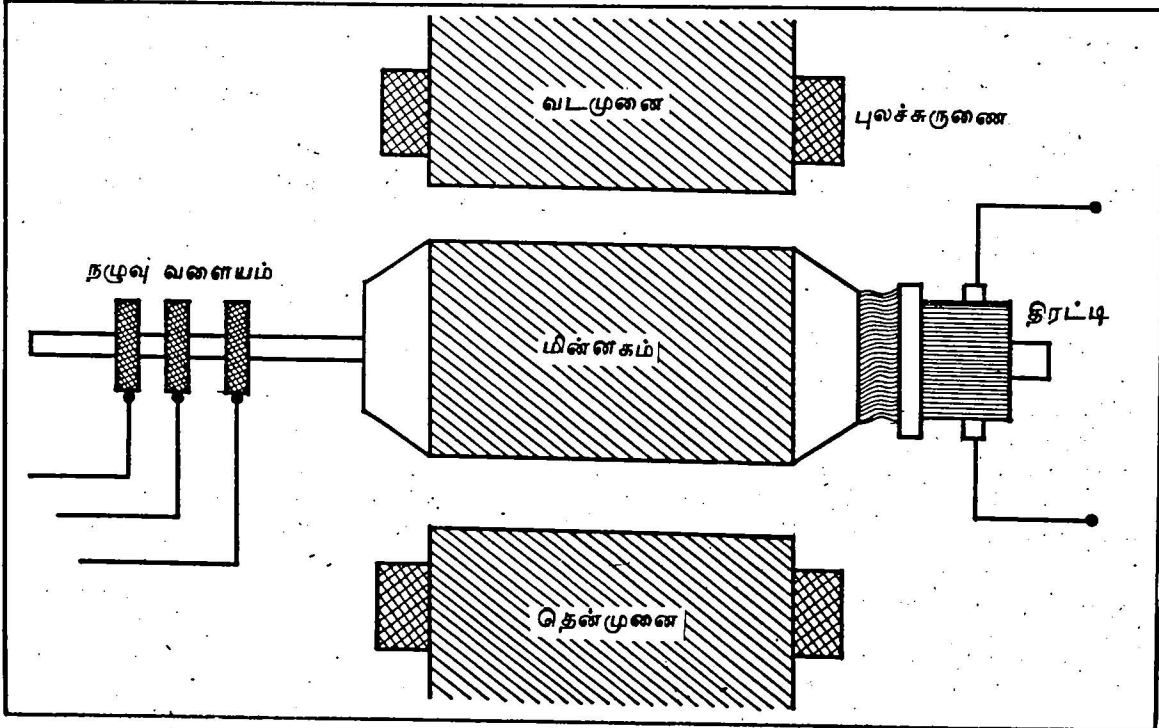 வடமுனை
புலச்சுருணை
நழுவு வளையம்
திரட்டி
மின்னகம்
தென்முனை